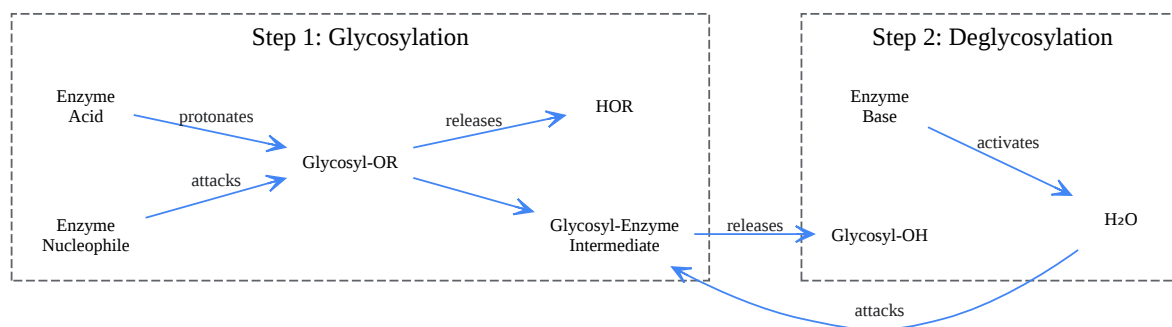 Step 1: Glycosylation
Enzyme
Acid
protonates
releases
HOR
Glycosyl-OR
attacks
Enzyme
Nucleophile
Glycosyl-Enzyme
Intermediate
releases
Step 2: Deglycosylation
Enzyme
Base
activates
H₂O
Glycosyl-OH
attacks